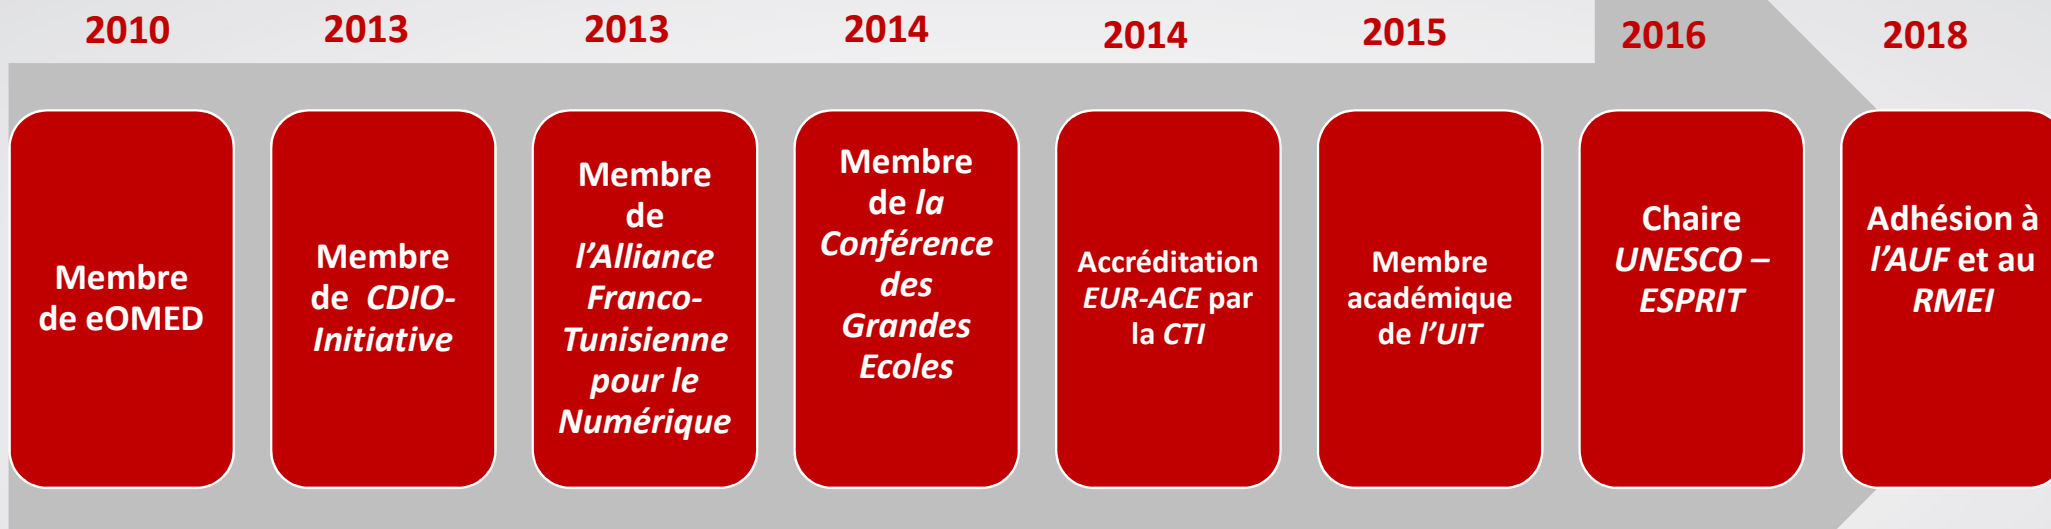 2010
2013
2013
2014
2014
2015
2016
2018
Membre
de eOMED
Membre
de CDIO-
Initiative
Membre
de
l’Alliance
Franco-
Tunisienne
pour le
Numérique
Membre
de la
Conférence
des
Grandes
Ecoles
Accréditation
EUR-ACE par
la CTI
Membre
académique
de l’UIT
Chaire
UNESCO –
ESPRIT
Adhésion à
l’AUF et au
RMEI